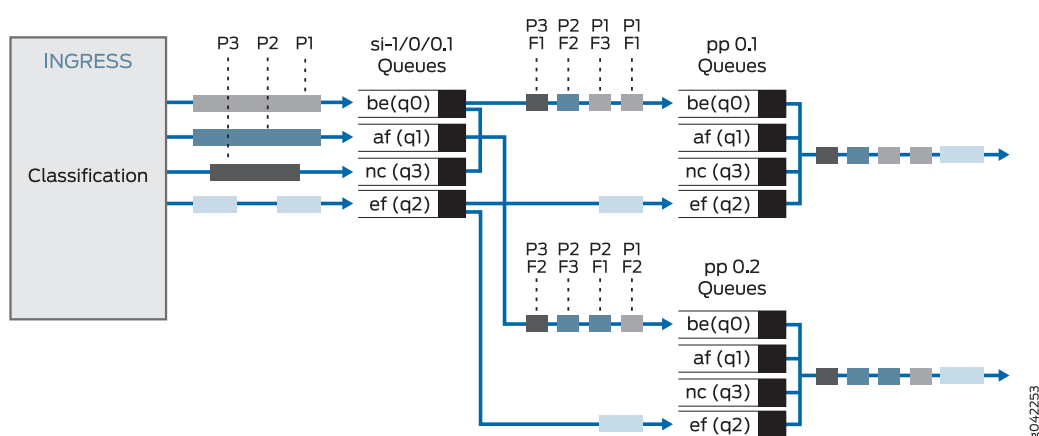 INGRESS
Classification
P3 P2 P1
si-1/0/0.1
Queues
be(q0)
af (q1)
nc (q3)
ef (q2)
P3 P2 P1 P1
F1 F2 F3 F1
pp 0.1
Queues
be(q0)
af (q1)
nc (q3)
ef (q2)
P3 P2 P2 P1
F2 F3 F1 F2
pp 0.2
Queues
be(q0)
af (q1)
nc (q3)
ef (q2)
g042253